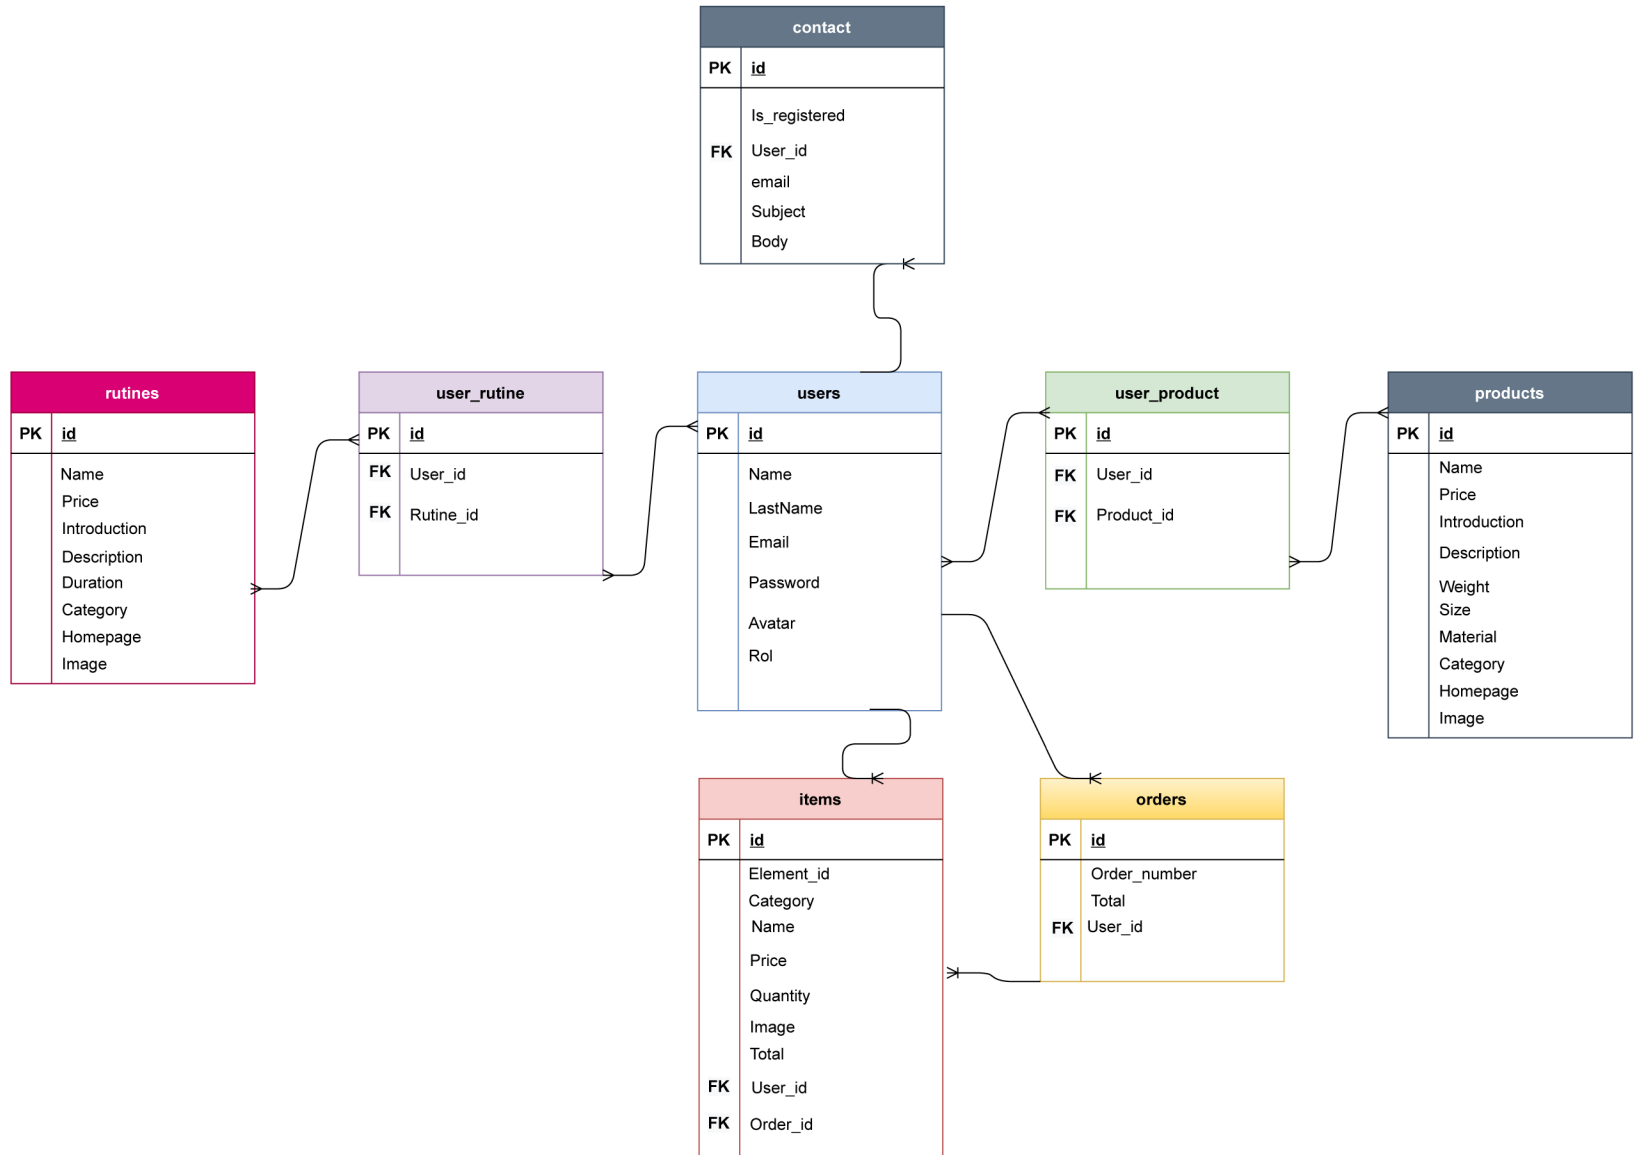 contact
PK id
Is_registered
FK User_id
email
Subject
Body
rutines
PK id
Name
Price
Introduction
Description
Duration
Category
Homepage
Image
user_rutine
PK id
FK User_id
FK Rutine_id
users
PK id
Name
LastName
Email
Password
Avatar
Rol
user_product
PK id
FK User_id
FK Product_id
products
PK id
Name
Price
Introduction
Description
Weight
Size
Material
Category
Homepage
Image
items
PK id
Element_id
Category
Name
Price
Quantity
Image
Total
FK User_id
FK Order_id
orders
PK id
Order_number
Total
FK User_id